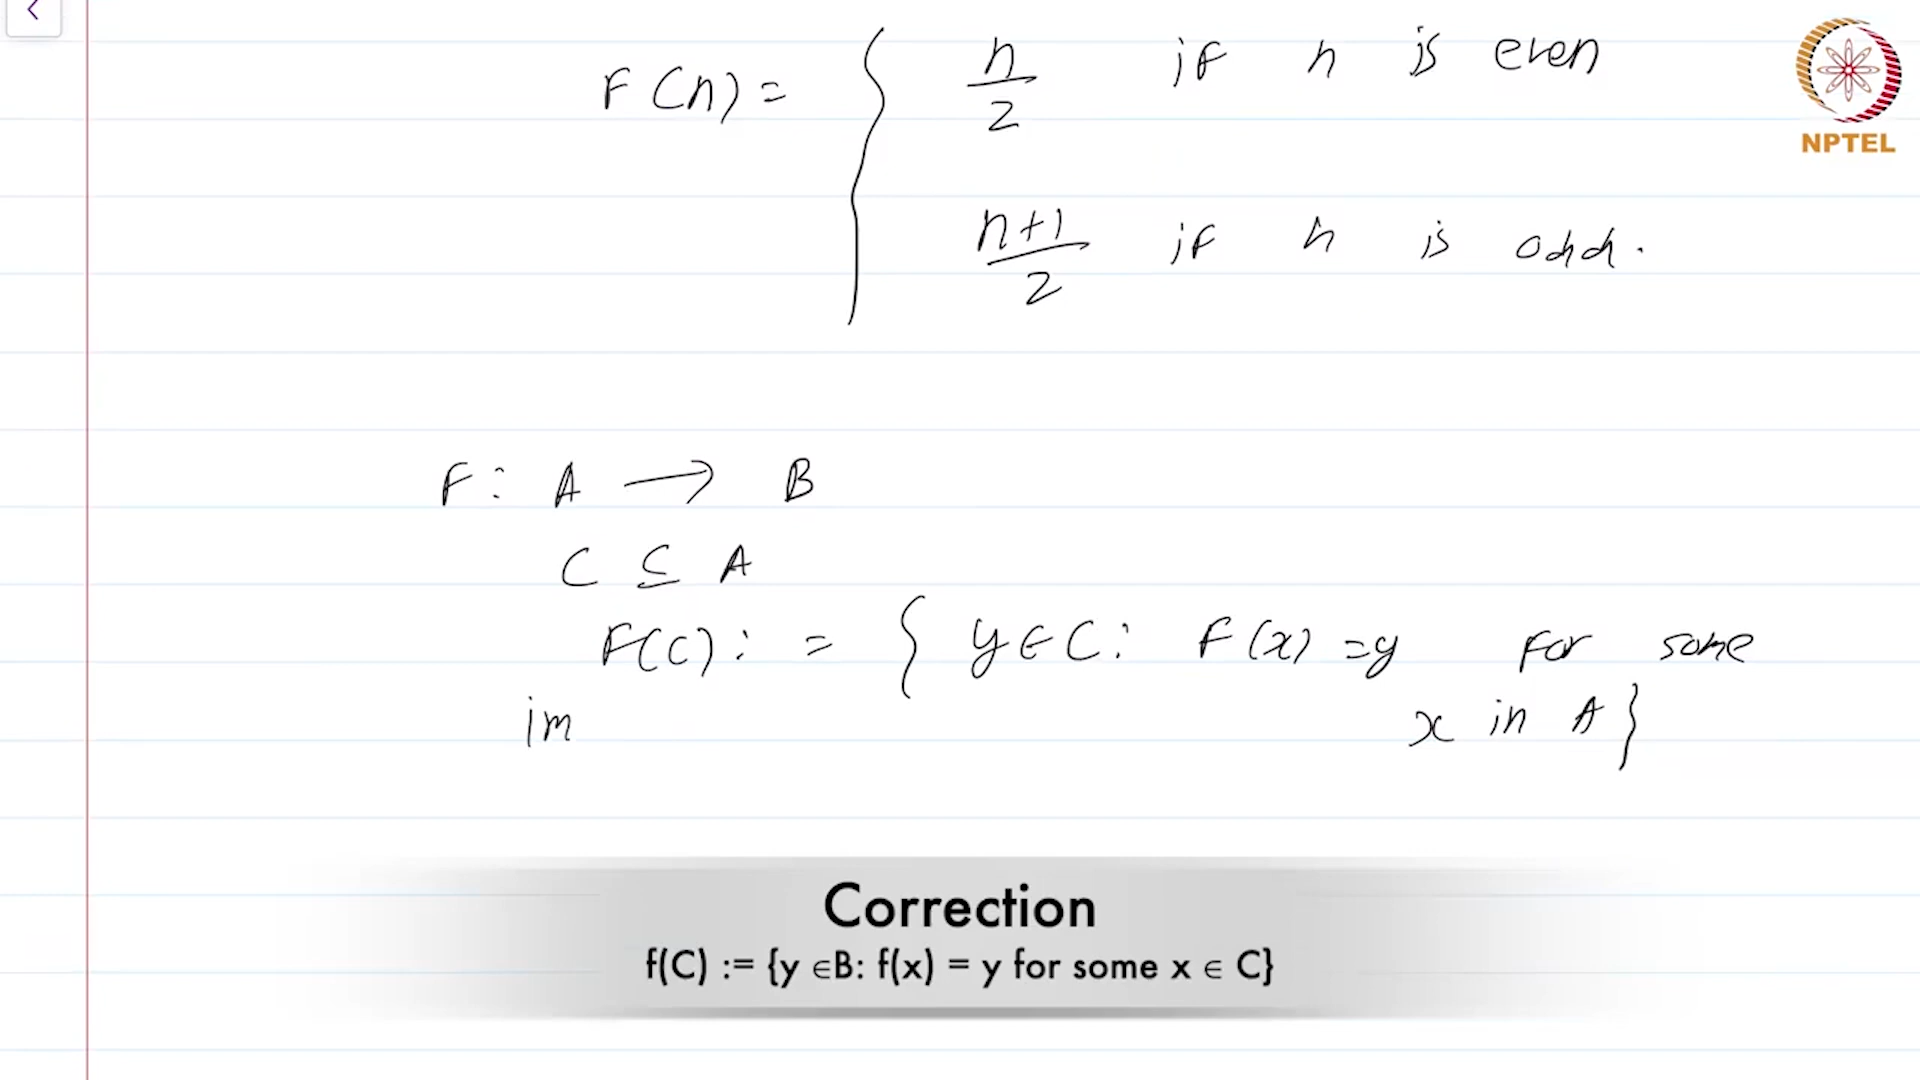 F(n) = { n/2 if n is even
NPTEL
n+1/2 if n is odd.
F: A → B
C ⊆ A
F(C): = { y ∈ C: F(x) = y for some
im x in A }
Correction
f(C) := {y ∈B: f(x) = y for some x ∈ C}